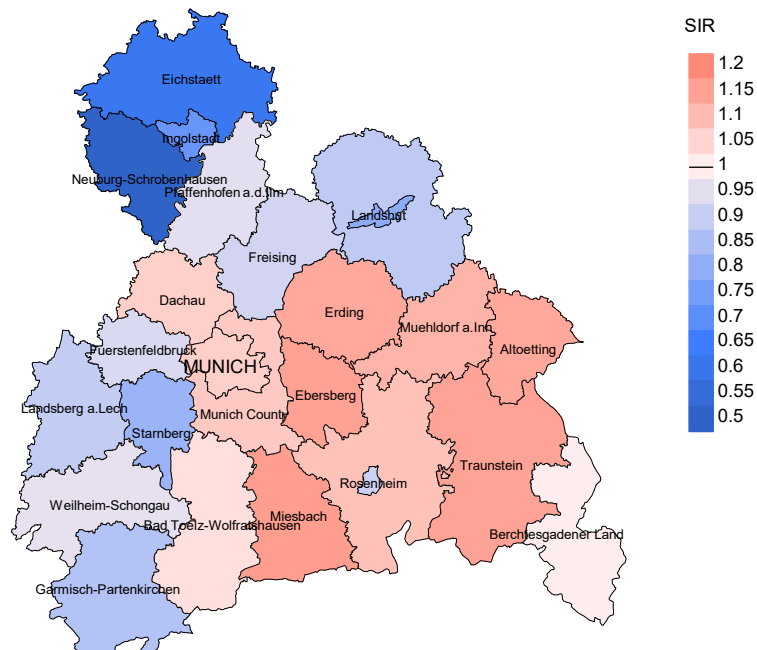 SIR
1.2
1.15
1.1
1.05
1
0.95
0.9
0.85
0.8
0.75
0.7
0.65
0.6
0.55
0.5
Eichstaett
Ingolstadt
Neuburg-Schrobenhausen
Pfaffenhofen a.d.Ilm
Landshut
Freising
Dachau
Erding
Muehldorf a.Inn
Altoetting
Fuerstenfeldbruck
MUNICH
Ebersberg
Landsberg a.Lech
Munich County
Starnberg
Traunstein
Rosenheim
Weilheim-Schongau
Miesbach
Bad Toelz-Wolfratshausen
Berchtesgadener Land
Garmisch-Partenkirchen